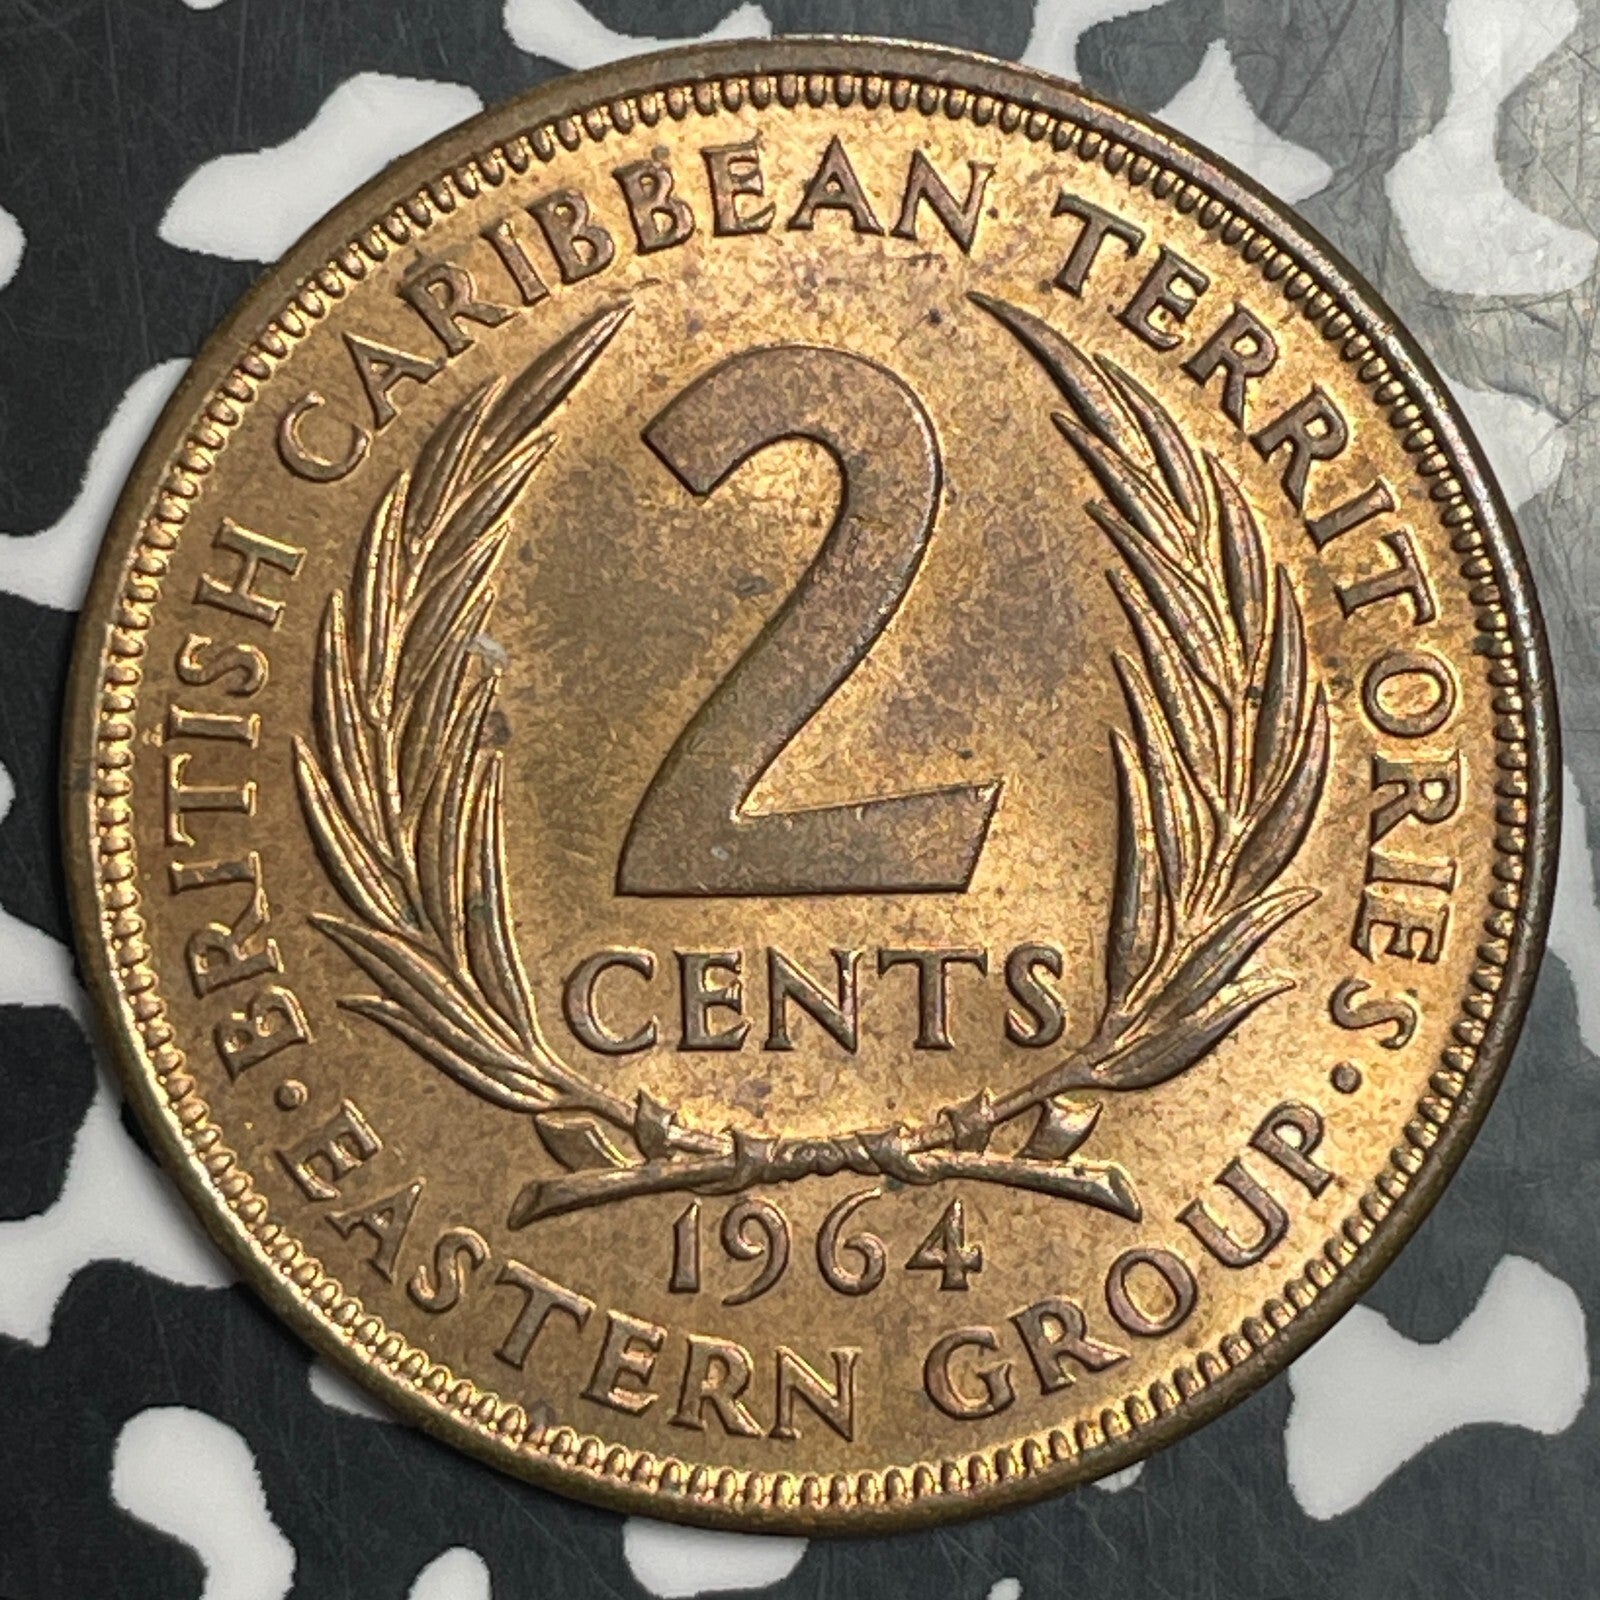 BRITISH CARIBBEAN TERRITORIES
2
CENTS
1964
· EASTERN GROUP ·